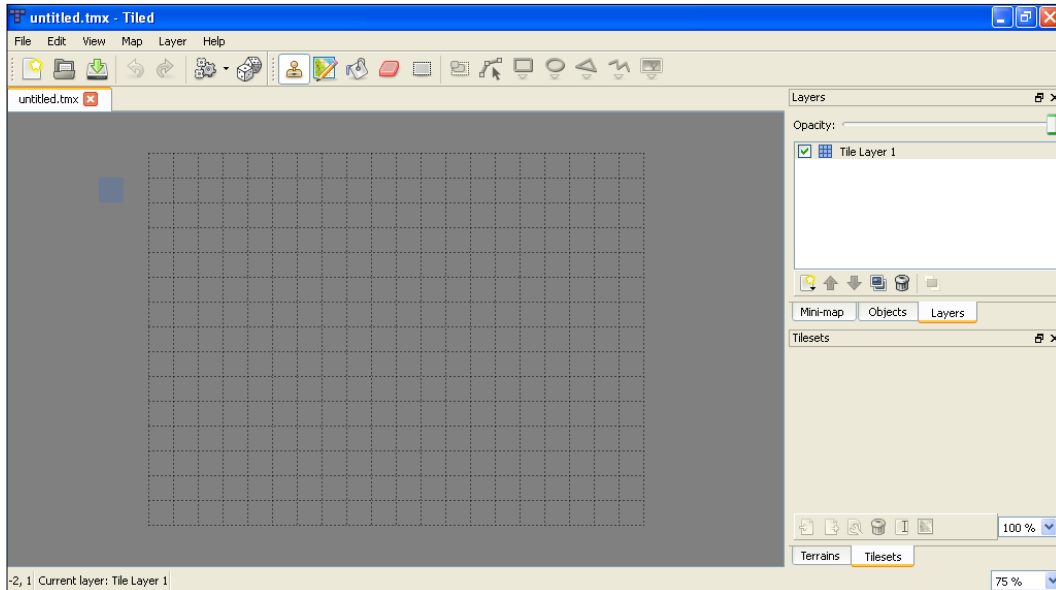 untitled.tmx - Tiled
File Edit View Map Layer Help
untitled.tmx
Layers
Opacity:
Tile Layer 1
Mini-map Objects Layers
Tilesets
100 %
Terrains Tilesets
-2, 1 Current layer: Tile Layer 1
75 %